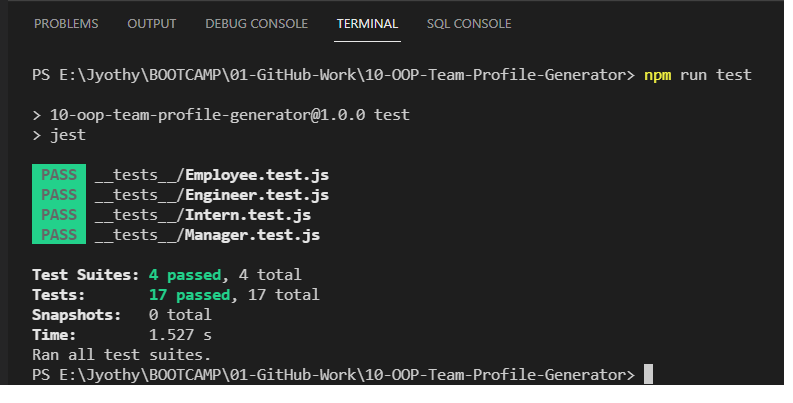 PROBLEMS OUTPUT DEBUG CONSOLE TERMINAL SQL CONSOLE
PS E:\Jyothy\BOOTCAMP\01-GitHub-Work\10-OOP-Team-Profile-Generator> npm run test
> 10-oop-team-profile-generator@1.0.0 test
> jest
PASS __tests__/Employee.test.js
PASS __tests__/Engineer.test.js
PASS __tests__/Intern.test.js
PASS __tests__/Manager.test.js
Test Suites: 4 passed, 4 total
Tests: 17 passed, 17 total
Snapshots: 0 total
Time: 1.527 s
Ran all test suites.
PS E:\Jyothy\BOOTCAMP\01-GitHub-Work\10-OOP-Team-Profile-Generator>